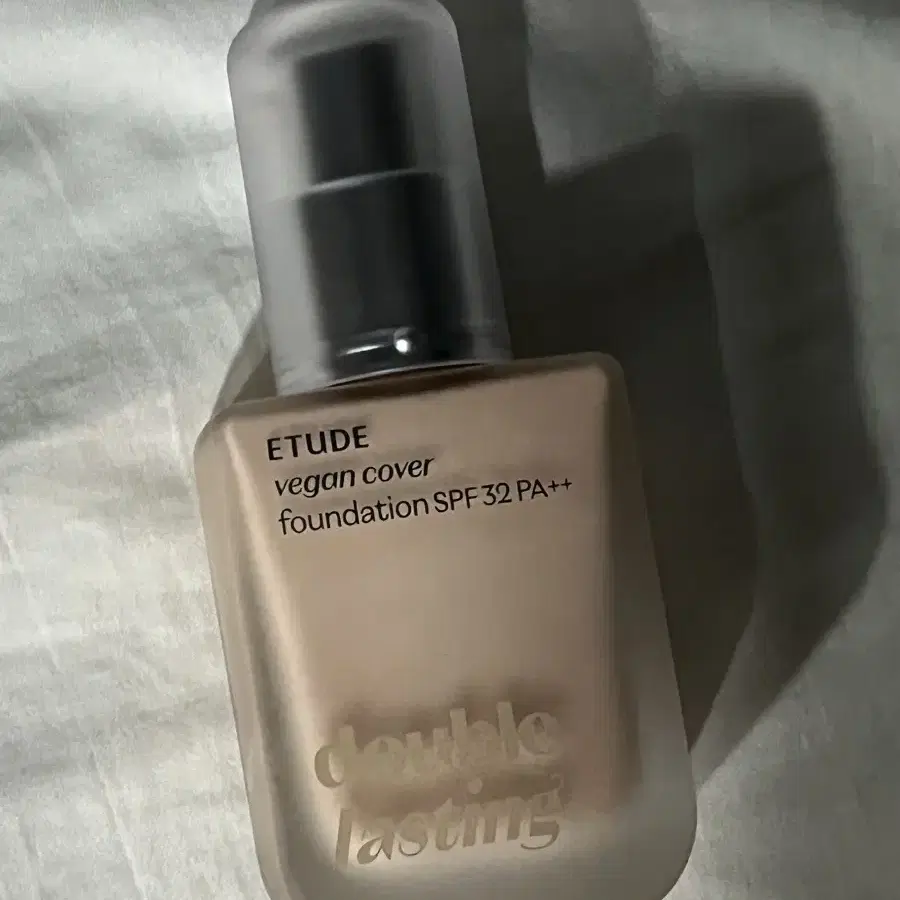 ETUDE
vegan cover
foundation SPF 32 PA++
double
lasting